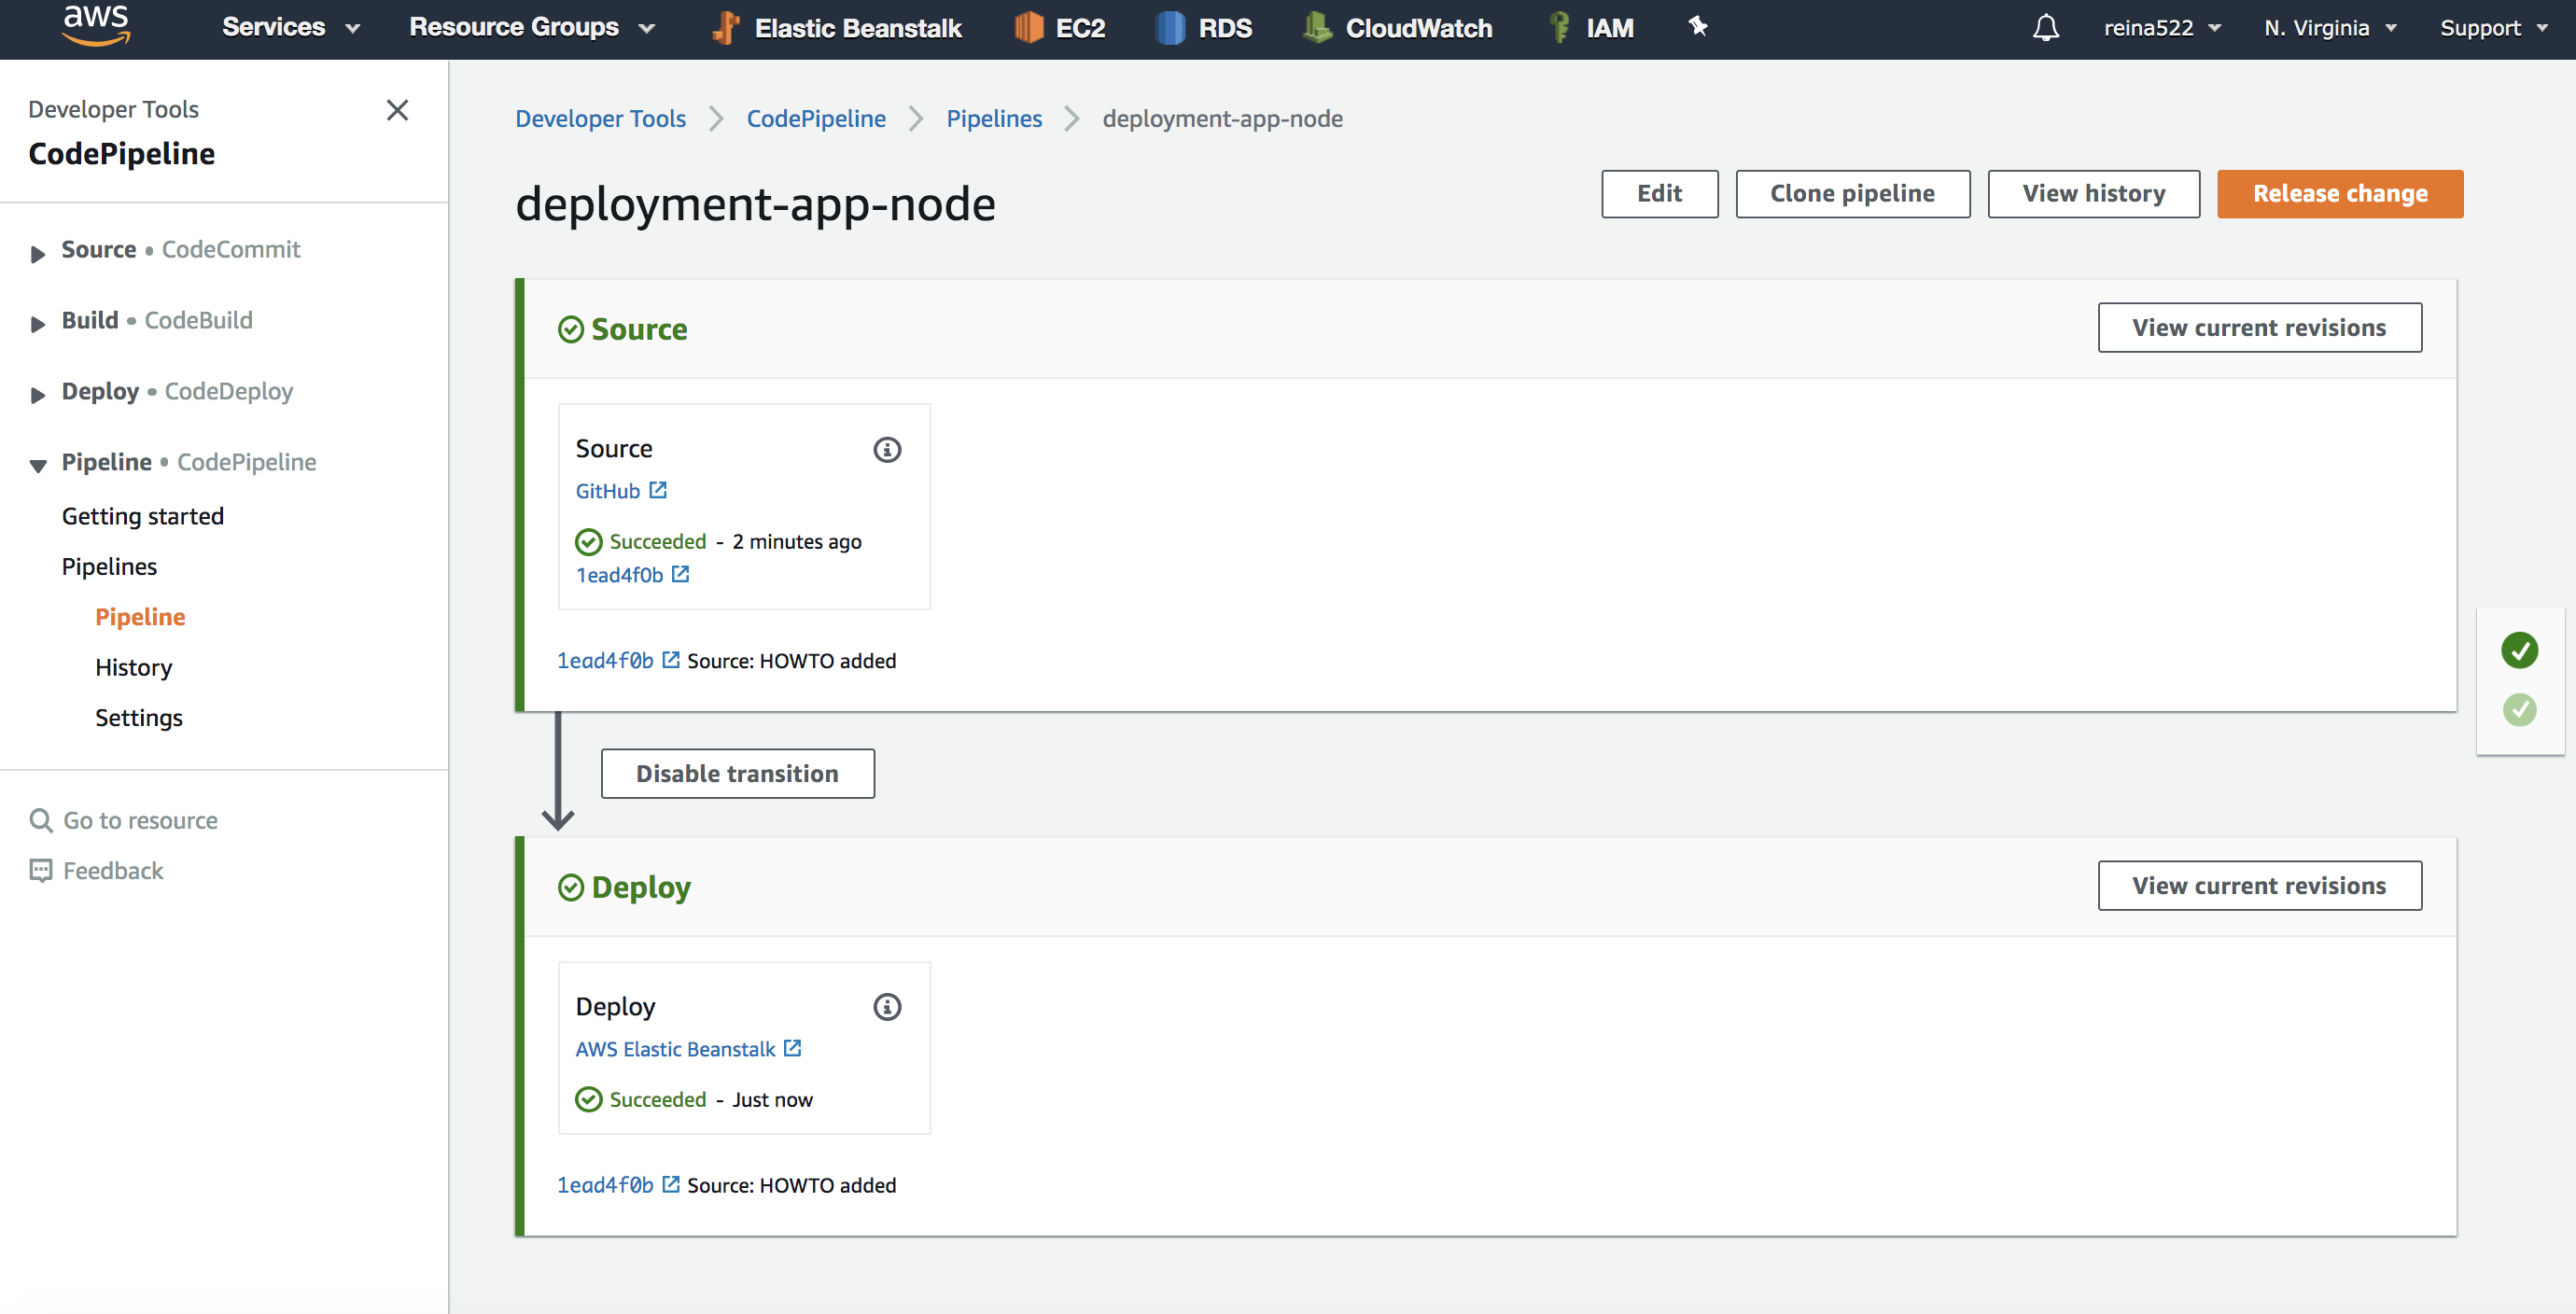 aws Services Resource Groups Elastic Beanstalk EC2 RDS CloudWatch IAM reina522 N. Virginia Support
Developer Tools
CodePipeline
Source • CodeCommit
Build • CodeBuild
Deploy • CodeDeploy
Pipeline • CodePipeline
Getting started
Pipelines
Pipeline
History
Settings
Go to resource
Feedback
Developer Tools CodePipeline Pipelines deployment-app-node
deployment-app-node
Edit Clone pipeline View history Release change
Source View current revisions
Source
GitHub
Succeeded - 2 minutes ago
1ead4f0b
1ead4f0b Source: HOWTO added
Disable transition
Deploy View current revisions
Deploy
AWS Elastic Beanstalk
Succeeded - Just now
1ead4f0b Source: HOWTO added